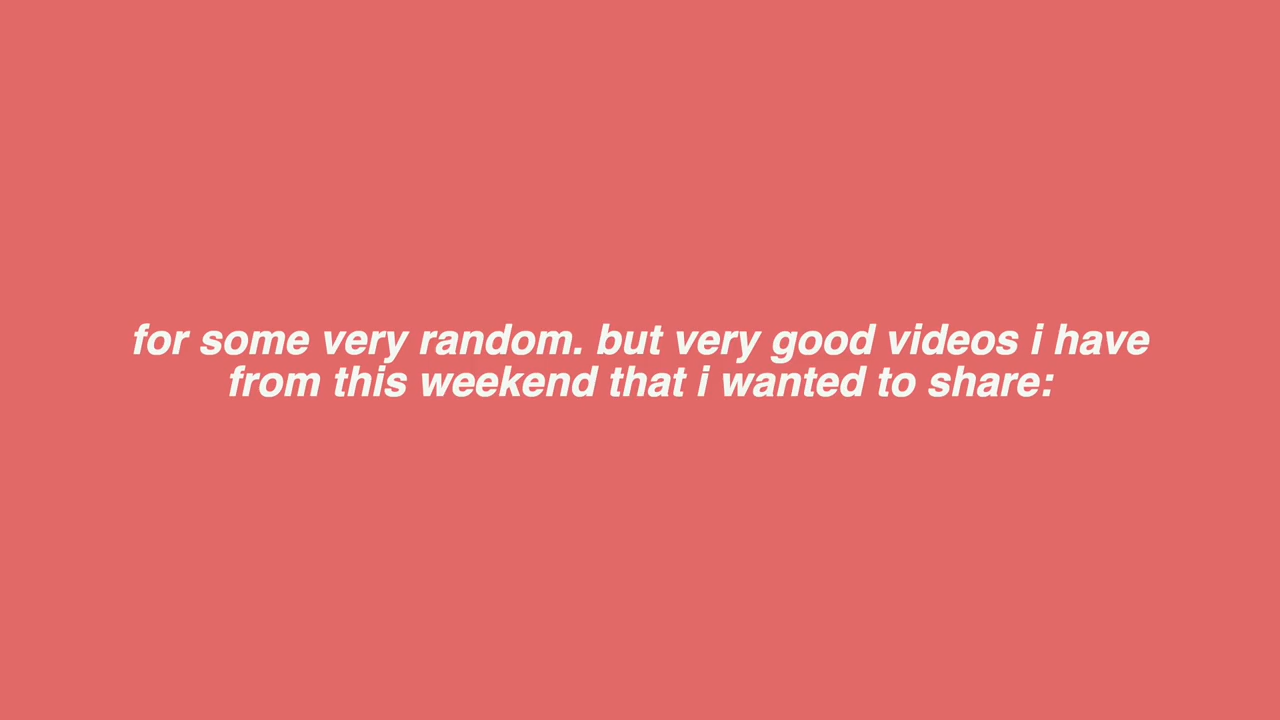 for some very random. but very good videos i have
from this weekend that i wanted to share: